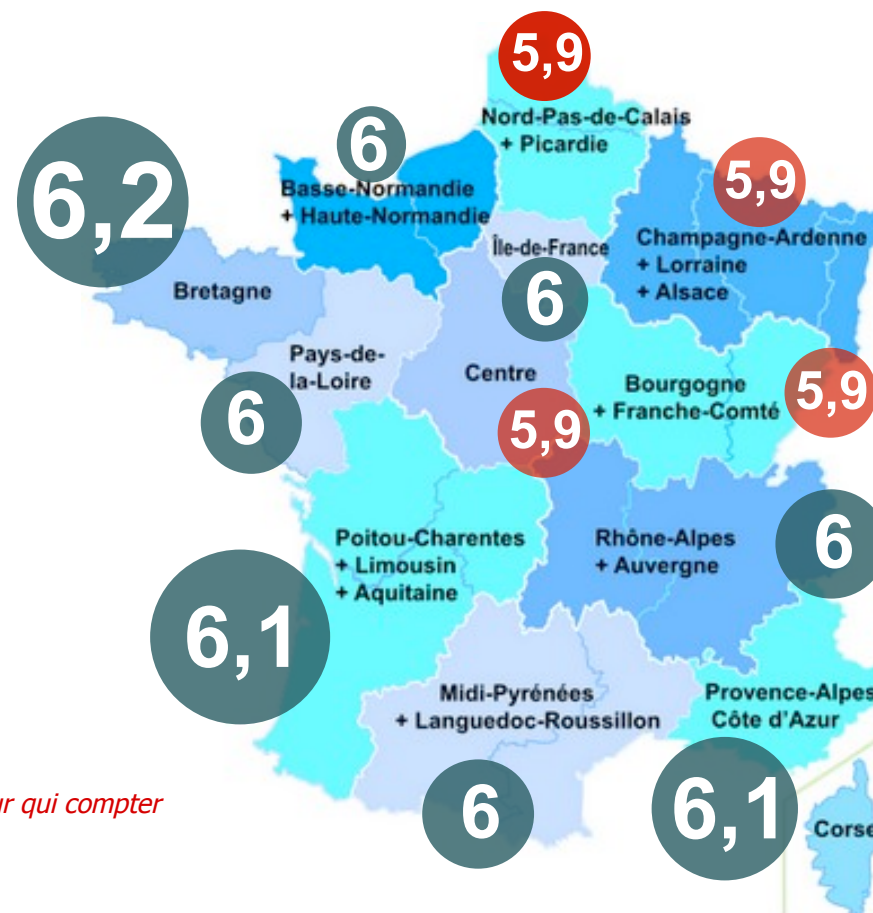 5,9
Nord-Pas-de-Calais
+ Picardie
6
6,2
Basse-Normandie
+ Haute-Normandie
5,9
Île-de-France
Champagne-Ardenne
+ Lorraine
+ Alsace
6
Bretagne
Pays-de-
la-Loire
Centre
Bourgogne
+ Franche-Comté
5,9
6
5,9
Poitou-Charentes
+ Limousin
+ Aquitaine
Rhône-Alpes
+ Auvergne
6
6,1
Midi-Pyrénées
+ Languedoc-Roussillon
Provence-Alpes
Côte d'Azur
qui compter
6
6,1
Corse